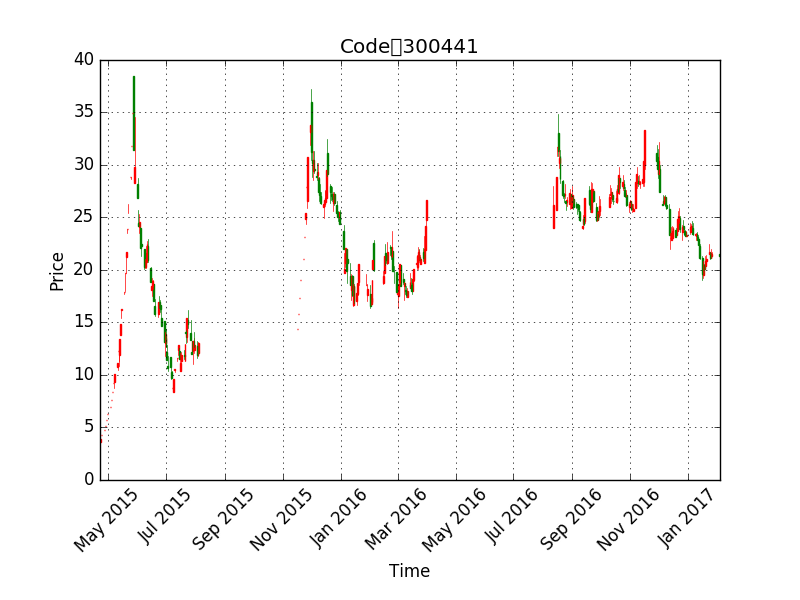 Code▯300441
40
35
30
25
20
15
10
5
0
Price
May 2015
Jul 2015
Sep 2015
Nov 2015
Jan 2016
Mar 2016
May 2016
Jul 2016
Sep 2016
Nov 2016
Jan 2017
Time